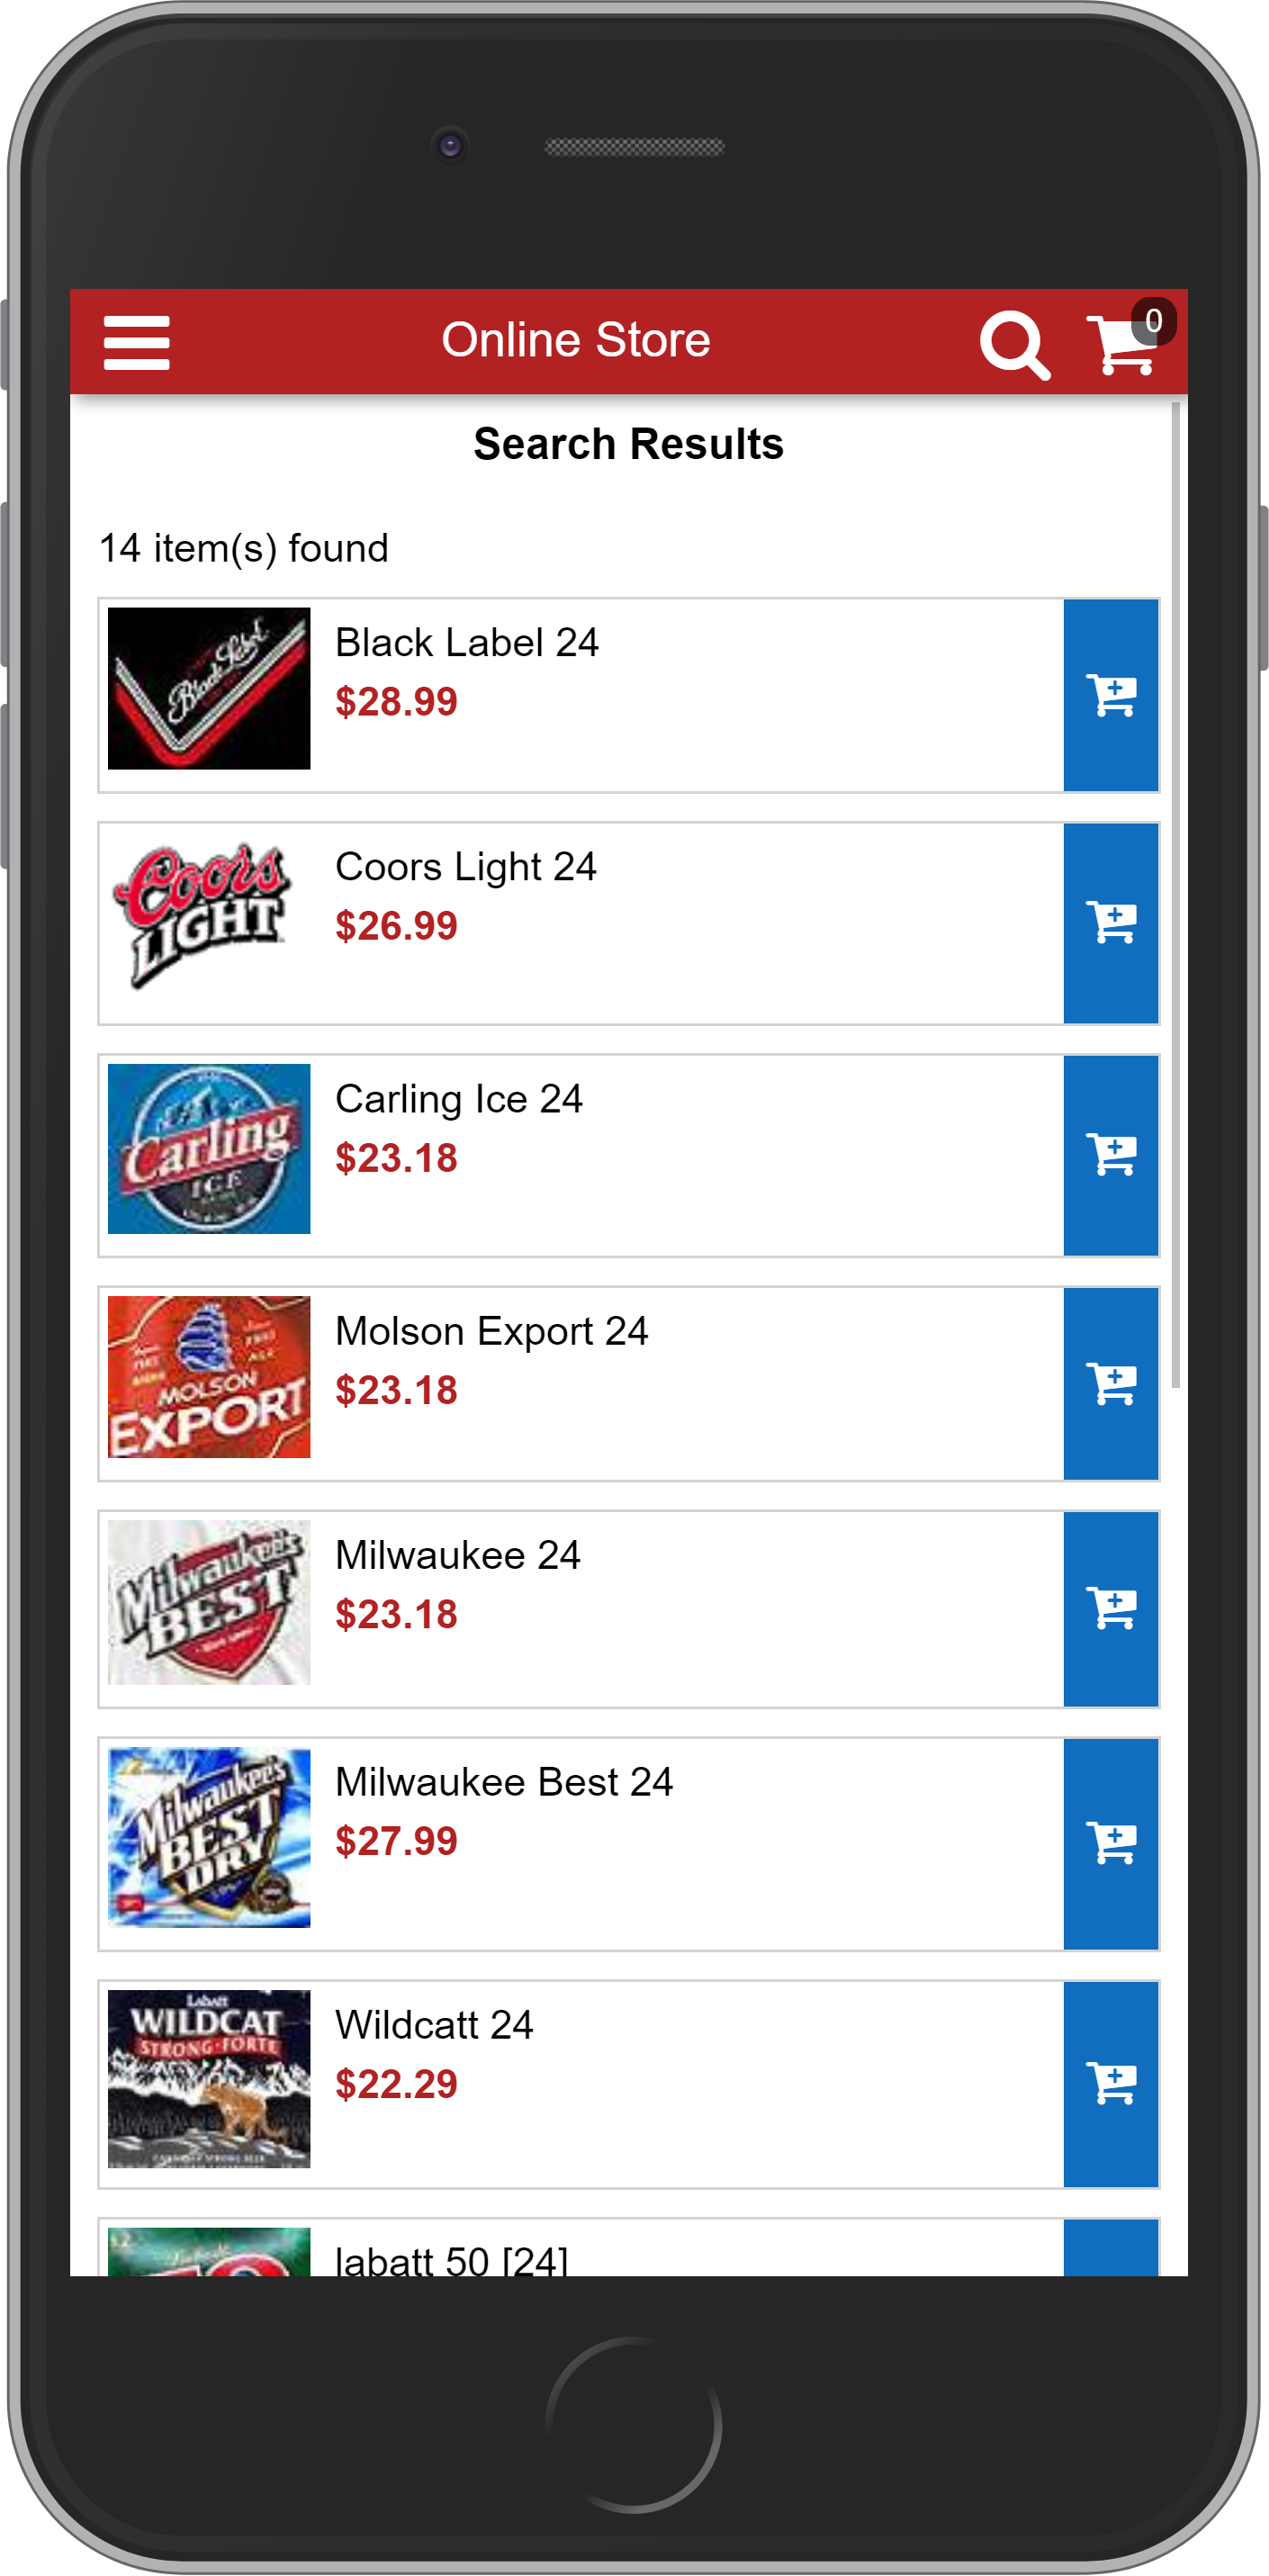 Online Store
0
Search Results
14 item(s) found
Black Label
Black Label 24
$28.99
Coors
LIGHT
Coors Light 24
$26.99
Carling
ICE
Carling Ice 24
$23.18
MOLSON
EXPORT
Molson Export 24
$23.18
Milwaukee's
BEST
Milwaukee 24
$23.18
Milwaukee's
BEST
DRY
Milwaukee Best 24
$27.99
Labatt
WILDCAT
STRONG·FORTE
Wildcatt 24
$22.29
labatt 50 [24]